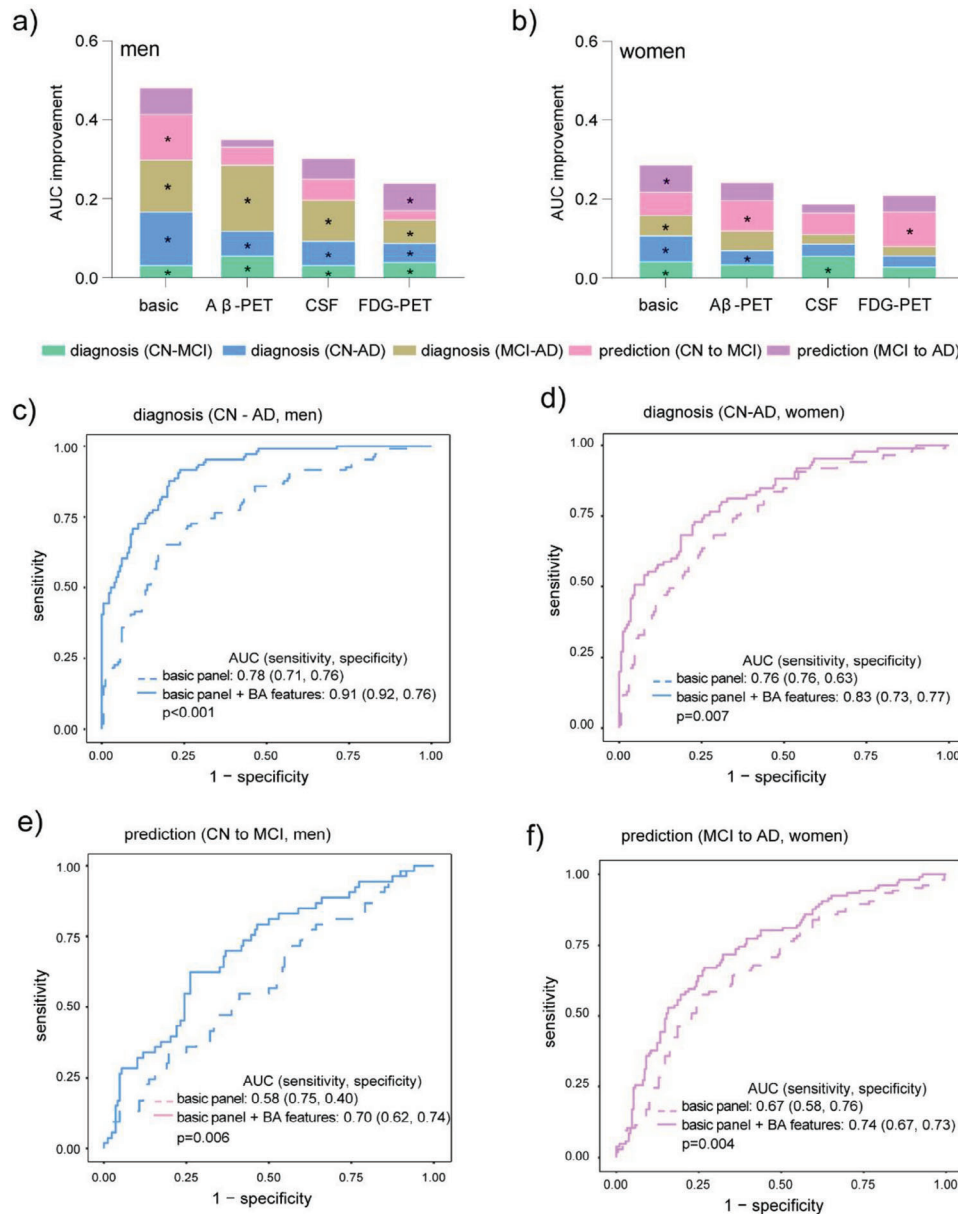 a)
men
0.6
0.4
0.2
0.0
AUC improvement
*
*
*
*
*
*
*
*
*
*
*
*
*
*
basic
A β -PET
CSF
FDG-PET
b)
women
0.6
0.4
0.2
0.0
AUC improvement
*
*
*
*
*
*
*
*
basic
Aβ-PET
CSF
FDG-PET
diagnosis (CN-MCI)
diagnosis (CN-AD)
diagnosis (MCI-AD)
prediction (CN to MCI)
prediction (MCI to AD)
c)
diagnosis (CN - AD, men)
1.00
0.75
0.50
0.25
0.00
sensitivity
AUC (sensitivity, specificity)
basic panel: 0.78 (0.71, 0.76)
basic panel + BA features: 0.91 (0.92, 0.76)
p<0.001
0.00 0.25 0.50 0.75 1.00
1 − specificity
d)
diagnosis (CN-AD, women)
1.00
0.75
0.50
0.25
0.00
sensitivity
AUC (sensitivity, specificity)
basic panel: 0.76 (0.76, 0.63)
basic panel + BA features: 0.83 (0.73, 0.77)
p=0.007
0.00 0.25 0.50 0.75 1.00
1 − specificity
e)
prediction (CN to MCI, men)
1.00
0.75
0.50
0.25
0.00
sensitivity
AUC (sensitivity, specificity)
basic panel: 0.58 (0.75, 0.40)
basic panel + BA features: 0.70 (0.62, 0.74)
p=0.006
0.00 0.25 0.50 0.75 1.00
1 − specificity
f)
prediction (MCI to AD, women)
1.00
0.75
0.50
0.25
0.00
sensitivity
AUC (sensitivity, specificity)
basic panel: 0.67 (0.58, 0.76)
basic panel + BA features: 0.74 (0.67, 0.73)
p=0.004
0.00 0.25 0.50 0.75 1.00
1 − specificity